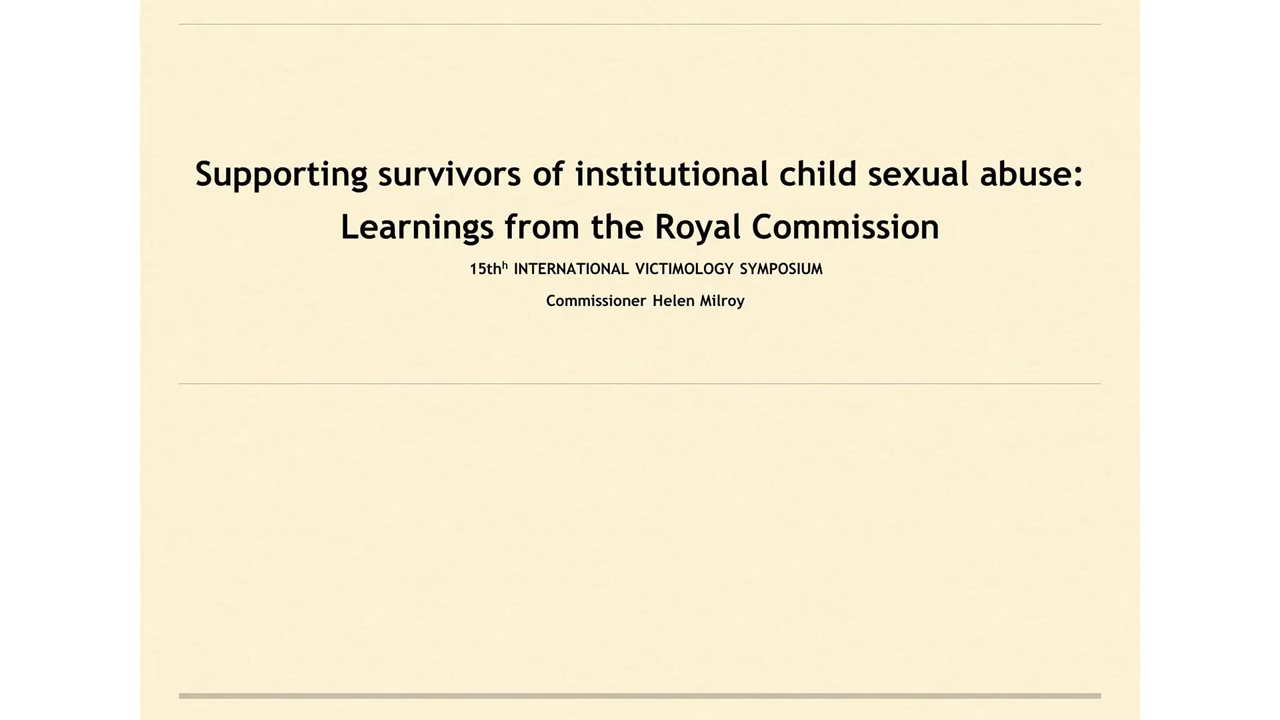 Supporting survivors of institutional child sexual abuse:
Learnings from the Royal Commission
15thʰ INTERNATIONAL VICTIMOLOGY SYMPOSIUM
Commissioner Helen Milroy